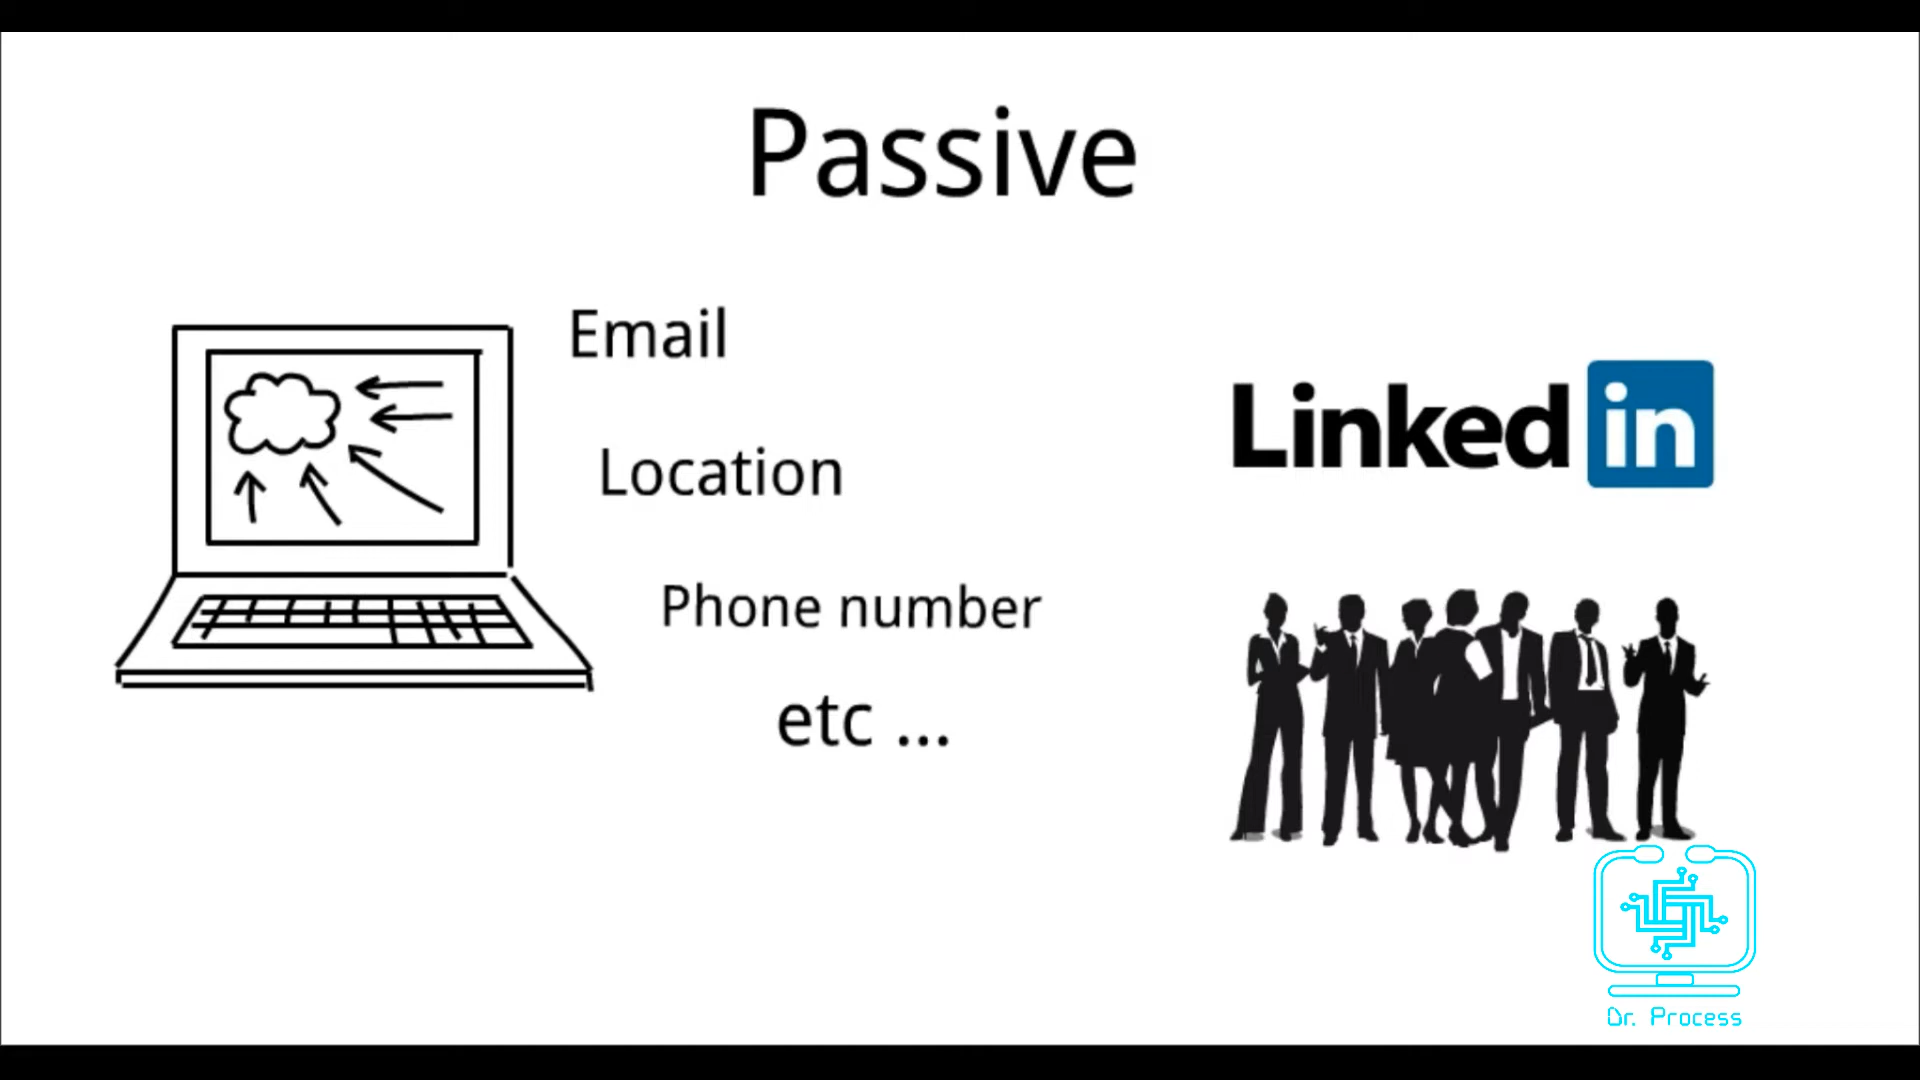 Passive
Email
Location
Phone number
etc ...
Linked in
Dr. Process